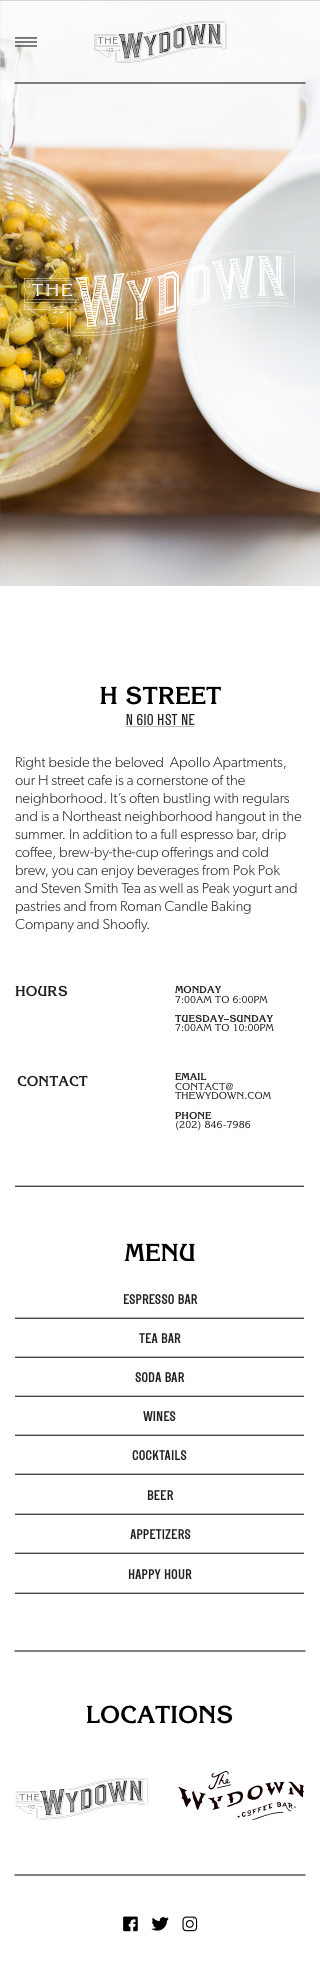 THE WYDOWN
THE WYDOWN
H STREET
N 610 HST NE
Right beside the beloved Apollo Apartments,
our H street cafe is a cornerstone of the
neighborhood. It's often bustling with regulars
and is a Northeast neighborhood hangout in the
summer. In addition to a full espresso bar, drip
coffee, brew-by-the-cup offerings and cold
brew, you can enjoy beverages from Pok Pok
and Steven Smith Tea as well as Peak yogurt and
pastries and from Roman Candle Baking
Company and Shoofly.
HOURS
MONDAY
7:00AM TO 6:00PM
TUESDAY–SUNDAY
7:00AM TO 10:00PM
CONTACT
EMAIL
CONTACT@
THEWYDOWN.COM
PHONE
(202) 846-7986
MENU
ESPRESSO BAR
TEA BAR
SODA BAR
WINES
COCKTAILS
BEER
APPETIZERS
HAPPY HOUR
LOCATIONS
THE WYDOWN
The
WYDOWN
COFFEE BAR